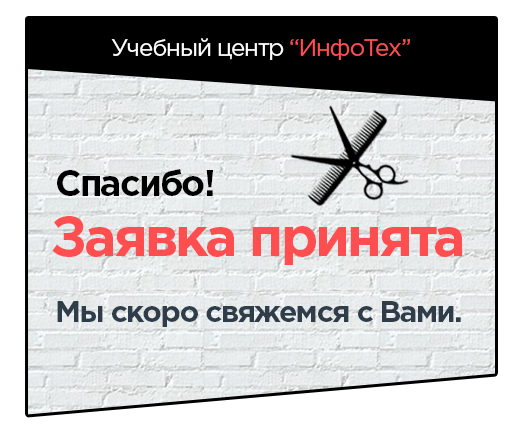 Учебный центр “ИнфоТех”
Спасибо!
Заявка принята
Мы скоро свяжемся с Вами.